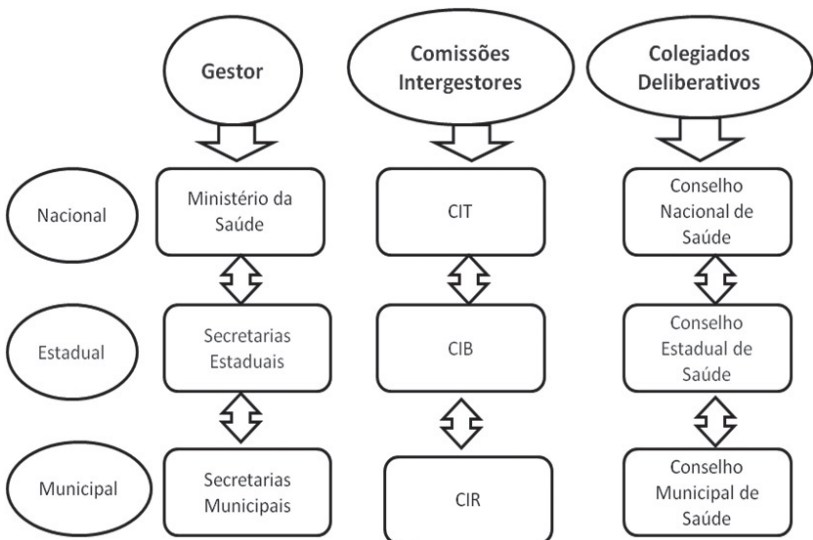 Gestor
Comissões
Intergestores
Colegiados
Deliberativos
Nacional
Ministério da
Saúde
CIT
Conselho
Nacional de
Saúde
Estadual
Secretarias
Estaduais
CIB
Conselho
Estadual de
Saúde
Municipal
Secretarias
Municipais
CIR
Conselho
Municipal de
Saúde